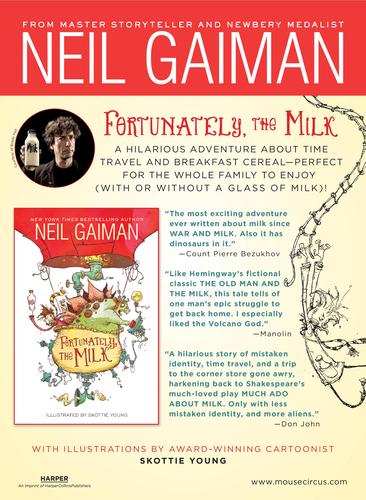 FROM MASTER STORYTELLER AND NEWBERY MEDALIST
NEIL GAIMAN
FORTUNATELY, THE MILK
A HILARIOUS ADVENTURE ABOUT TIME
TRAVEL AND BREAKFAST CEREAL—PERFECT
FOR THE WHOLE FAMILY TO ENJOY
(WITH OR WITHOUT A GLASS OF MILK)!
NEW YORK TIMES BESTSELLING AUTHOR
NEIL GAIMAN
FORTUNATELY,
THE MILK
ILLUSTRATED BY SKOTTIE YOUNG
“The most exciting adventure
ever written about milk since
WAR AND MILK. Also it has
dinosaurs in it.”
—Count Pierre Bezukhov
“Like Hemingway’s fictional
classic THE OLD MAN AND
THE MILK, this tale tells of
one man’s epic struggle to
get back home. I especially
liked the Volcano God.”
—Manolin
“A hilarious story of mistaken
identity, time travel, and a trip
to the corner store gone awry,
harkening back to Shakespeare’s
much-loved play MUCH ADO
ABOUT MILK. Only with less
mistaken identity, and more aliens.”
—Don John
WITH ILLUSTRATIONS BY AWARD-WINNING CARTOONIST
SKOTTIE YOUNG
HARPER
An Imprint of HarperCollinsPublishers
www.mousecircus.com